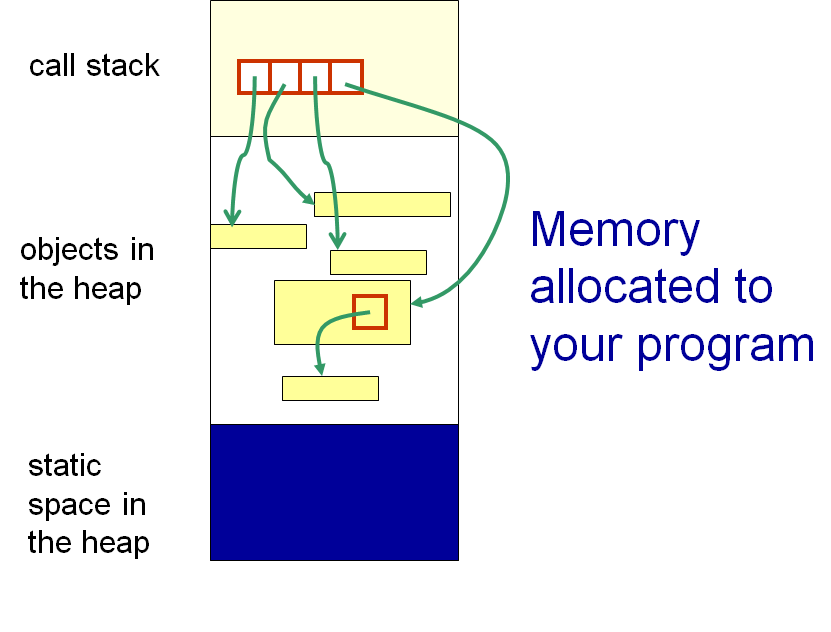 call stack
objects in
the heap
Memory
allocated to
your program
static
space in
the heap